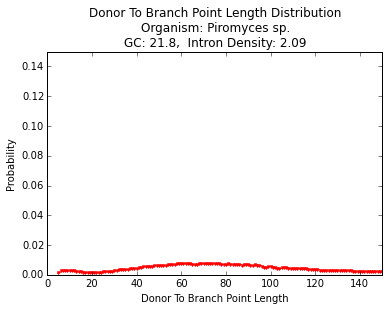 Donor To Branch Point Length Distribution
Organism: Piromyces sp.
GC: 21.8,  Intron Density: 2.09
0.14
0.12
0.10
0.08
0.06
0.04
0.02
0.00
Probability
0 20 40 60 80 100 120 140
Donor To Branch Point Length